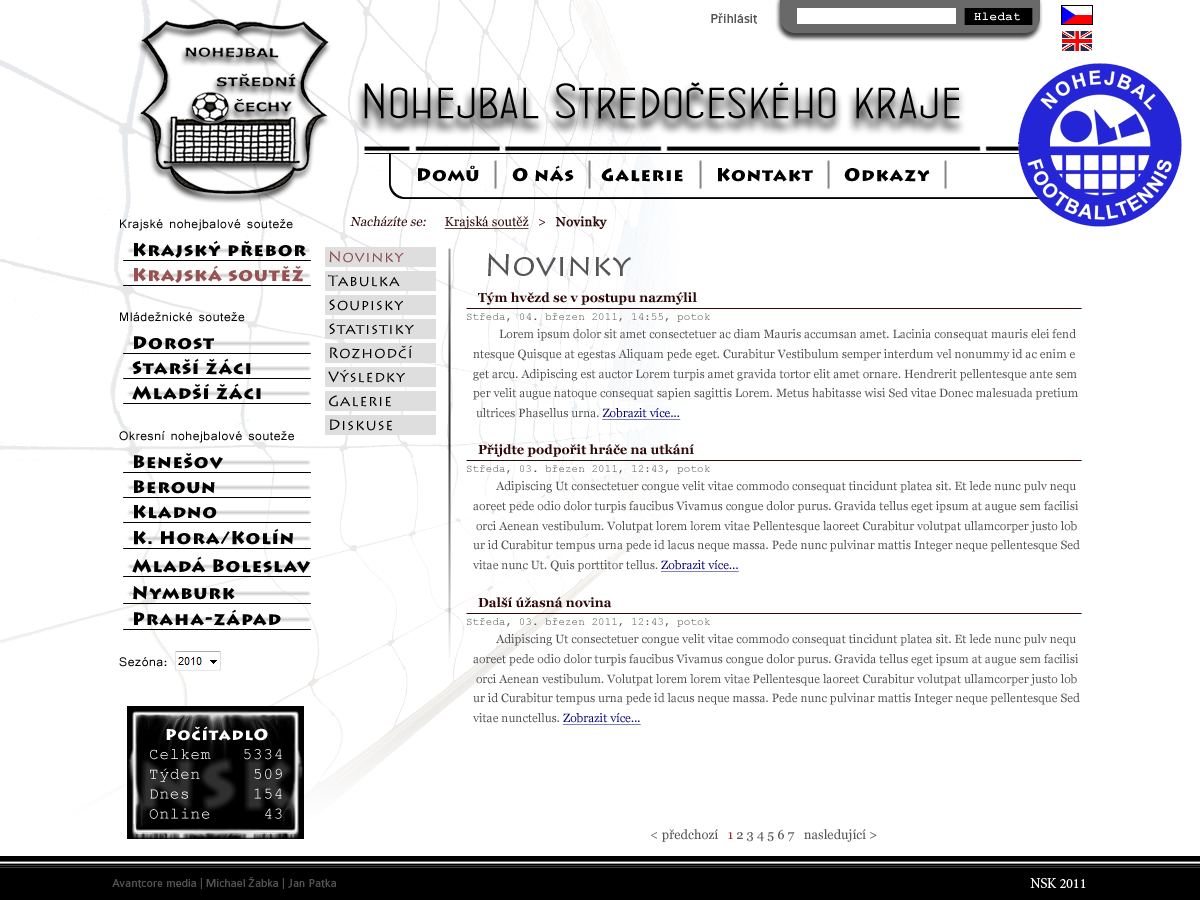 Přihlásit
Hledat
NOHEJBAL
STŘEDNÍ
ČECHY
Nohejbal Stredočeského kraje
NOHEJBAL
FOOTBALLTENNIS
Domů
O nás
Galerie
Kontakt
Odkazy
Nacházíte se: Krajská soutěž > Novinky
Krajské nohejbalové souteže
Krajský přebor
Krajská soutěž
Mládežnické souteže
Dorost
Starší žáci
Mladší žáci
Okresní nohejbalové souteže
Benešov
Beroun
Kladno
K. Hora/Kolín
Mladá Boleslav
Nymburk
Praha-západ
Sezóna: 2010
Počítadlo
Celkem 5334
Týden 509
Dnes 154
Online 43
Novinky
Tabulka
Soupisky
Statistiky
Rozhodčí
Výsledky
Galerie
Diskuse
Novinky
Tým hvězd se v postupu nazmýlil
Středa, 04. březen 2011, 14:55, potok
Lorem ipsum dolor sit amet consectetuer ac diam Mauris accumsan amet. Lacinia consequat mauris elei fend
ntesque Quisque at egestas Aliquam pede eget. Curabitur Vestibulum semper interdum vel nonummy id ac enim e
get arcu. Adipiscing est auctor Lorem turpis amet gravida tortor elit amet ornare. Hendrerit pellentesque ante sem
per velit augue natoque consequat sapien sagittis Lorem. Metus habitasse wisi Sed vitae Donec malesuada pretium
ultrices Phasellus urna. Zobrazit více...
Přijdte podpořit hráče na utkání
Středa, 03. březen 2011, 12:43, potok
Adipiscing Ut consectetuer congue velit vitae commodo consequat tincidunt platea sit. Et lede nunc pulv nequ
aoreet pede odio dolor turpis faucibus Vivamus congue dolor purus. Gravida tellus eget ipsum at augue sem facilisi
orci Aenean vestibulum. Volutpat lorem lorem vitae Pellentesque laoreet Curabitur volutpat ullamcorper justo lob
ur id Curabitur tempus urna pede id lacus neque massa. Pede nunc pulvinar mattis Integer neque pellentesque Sed
vitae nunc Ut. Quis porttitor tellus. Zobrazit více...
Další úžasná novina
Středa, 03. březen 2011, 12:43, potok
Adipiscing Ut consectetuer congue velit vitae commodo consequat tincidunt platea sit. Et lede nunc pulv nequ
aoreet pede odio dolor turpis faucibus Vivamus congue dolor purus. Gravida tellus eget ipsum at augue sem facilisi
orci Aenean vestibulum. Volutpat lorem lorem vitae Pellentesque laoreet Curabitur volutpat ullamcorper justo lob
ur id Curabitur tempus urna pede id lacus neque massa. Pede nunc pulvinar mattis Integer neque pellentesque Sed
vitae nunctellus. Zobrazit více...
< předchozí 1 2 3 4 5 6 7 nasledující >
Avantcore media | Michael Žabka | Jan Paťka
NSK 2011